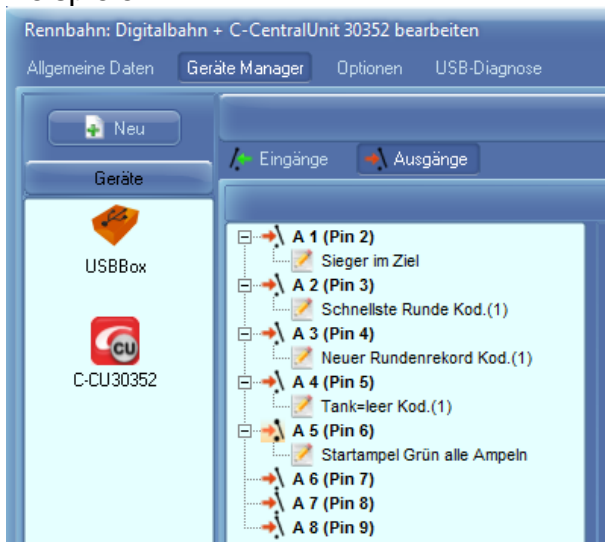 Rennbahn: Digitalbahn + C-CentralUnit 30352 bearbeiten
Allgemeine Daten Geräte Manager Optionen USB-Diagnose
Neu
Geräte
Eingänge Ausgänge
USBBox
CU
C-CU30352
A 1 (Pin 2)
Sieger im Ziel
A 2 (Pin 3)
Schnellste Runde Kod.(1)
A 3 (Pin 4)
Neuer Rundenrekord Kod.(1)
A 4 (Pin 5)
Tank=leer Kod.(1)
A 5 (Pin 6)
Startampel Grün alle Ampeln
A 6 (Pin 7)
A 7 (Pin 8)
A 8 (Pin 9)